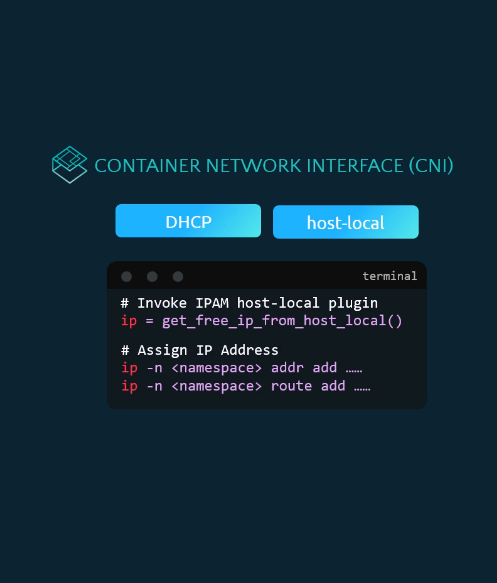 CONTAINER NETWORK INTERFACE (CNI)
DHCP
host-local
terminal
# Invoke IPAM host-local plugin
ip = get_free_ip_from_host_local()
# Assign IP Address
ip -n <namespace> addr add ……
ip -n <namespace> route add ……